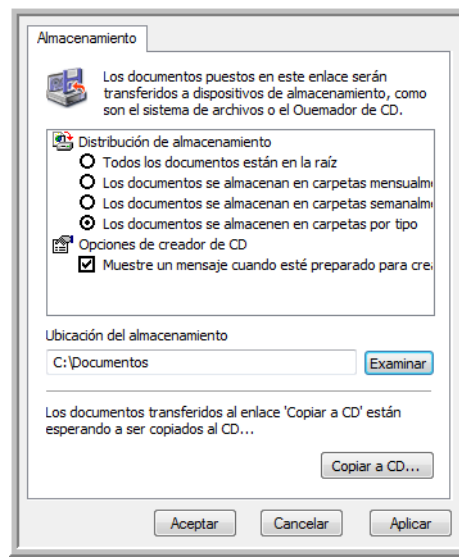 Almacenamiento
Los documentos puestos en este enlace serán
transferidos a dispositivos de almacenamiento, como
son el sistema de archivos o el Ouemador de CD.
Distribución de almacenamiento
Todos los documentos están en la raíz
Los documentos se almacenan en carpetas mensualm
Los documentos se almacenan en carpetas semanalm
Los documentos se almacenen en carpetas por tipo
Opciones de creador de CD
Muestre un mensaje cuando esté preparado para crea
Ubicación del almacenamiento
C:\Documentos
Examinar
Los documentos transferidos al enlace 'Copiar a CD' están
esperando a ser copiados al CD...
Copiar a CD...
Aceptar
Cancelar
Aplicar